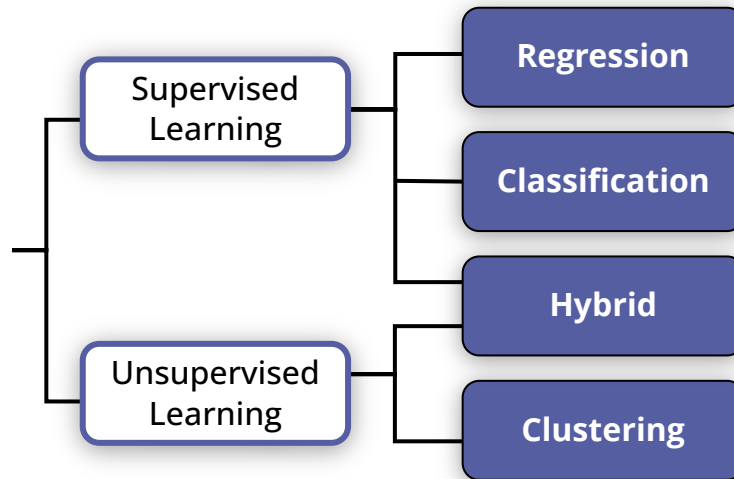 Supervised
Learning
Regression
Classification
Hybrid
Unsupervised
Learning
Clustering